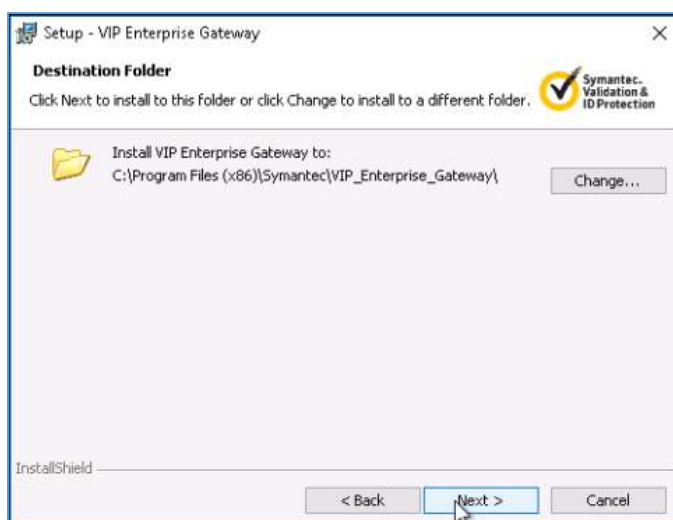 Setup - VIP Enterprise Gateway
Destination Folder
Click Next to install to this folder or click Change to install to a different folder.
Symantec.
Validation &
ID Protection
Install VIP Enterprise Gateway to:
C:\Program Files (x86)\Symantec\VIP_Enterprise_Gateway\
Change...
InstallShield
< Back
Next >
Cancel